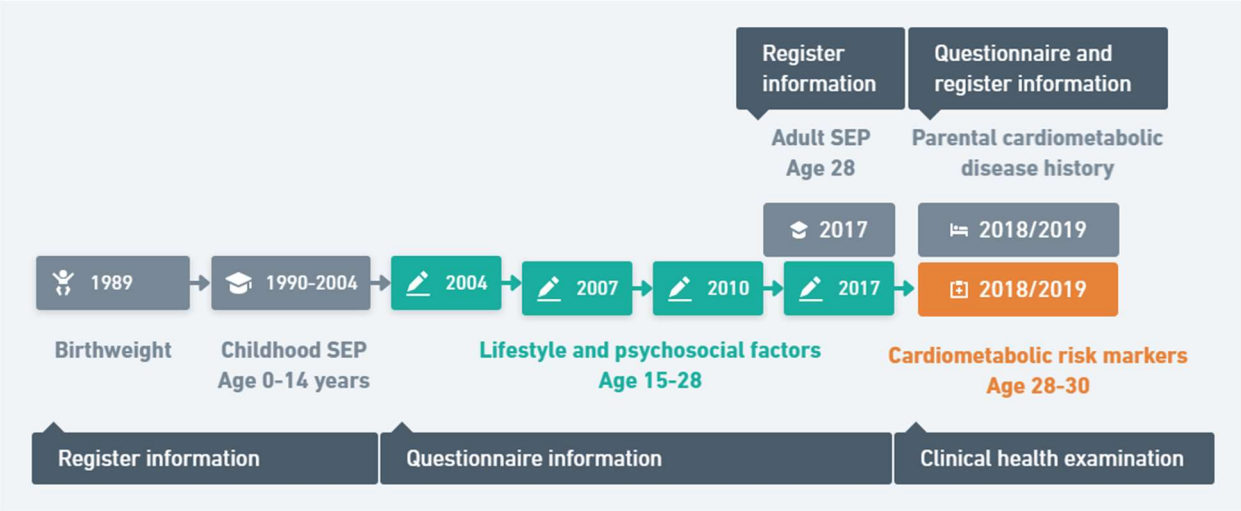 Register
information
Questionnaire and
register information
Adult SEP
Age 28
Parental cardiometabolic
disease history
2017
2018/2019
1989
1990-2004
2004
2007
2010
2017
2018/2019
Birthweight
Childhood SEP
Age 0-14 years
Lifestyle and psychosocial factors
Age 15-28
Cardiometabolic risk markers
Age 28-30
Register information
Questionnaire information
Clinical health examination